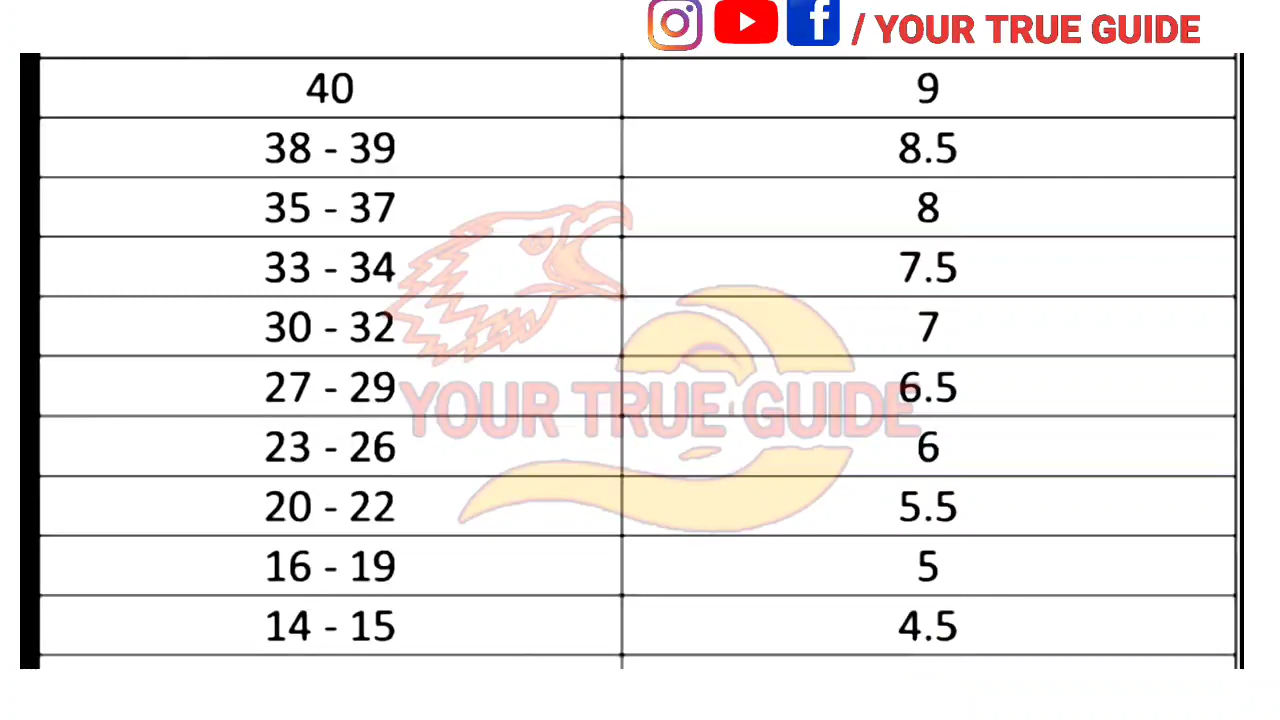 / YOUR TRUE GUIDE
40 9
38 - 39 8.5
35 - 37 8
33 - 34 7.5
30 - 32 7
27 - 29 6.5
YOUR TRUE GUIDE
23 - 26 6
20 - 22 5.5
16 - 19 5
14 - 15 4.5